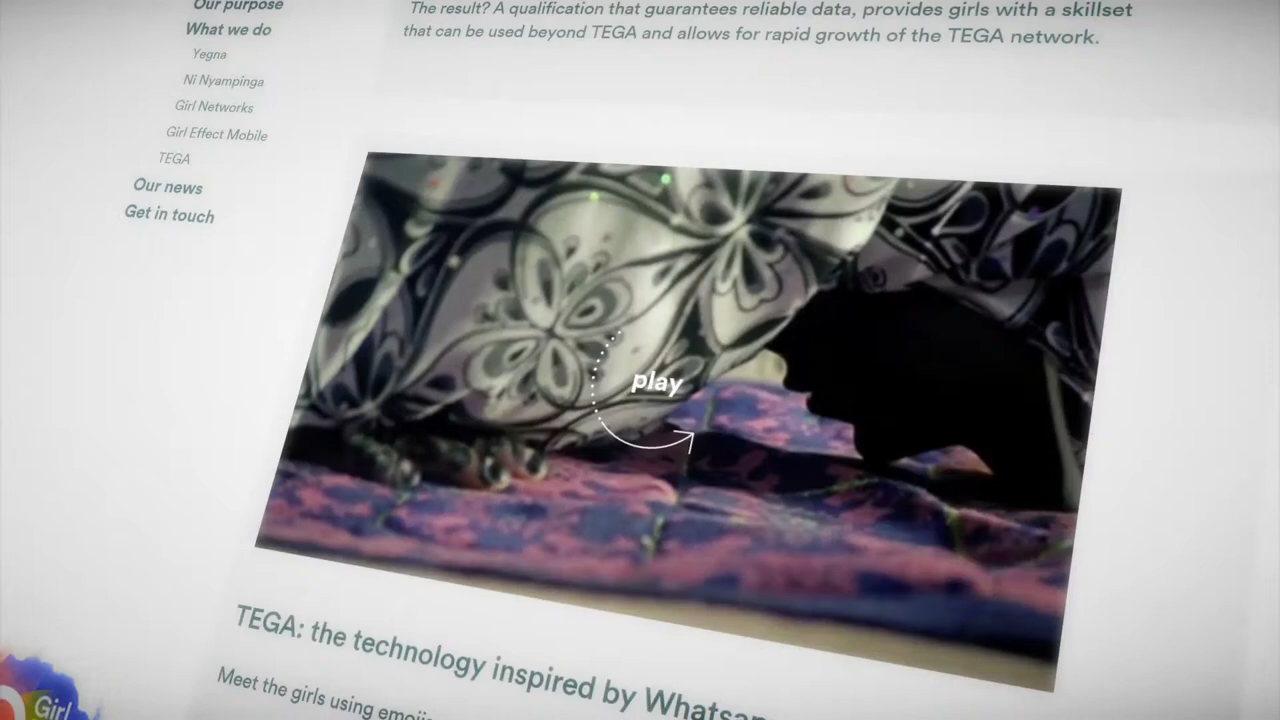 Our purpose
What we do
Yegna
Ni Nyampinga
Girl Networks
Girl Effect Mobile
TEGA
Our news
Get in touch
The result? A qualification that guarantees reliable data, provides girls with a skillset
that can be used beyond TEGA and allows for rapid growth of the TEGA network.
play
TEGA: the technology inspired by
Meet the girls using
Girl